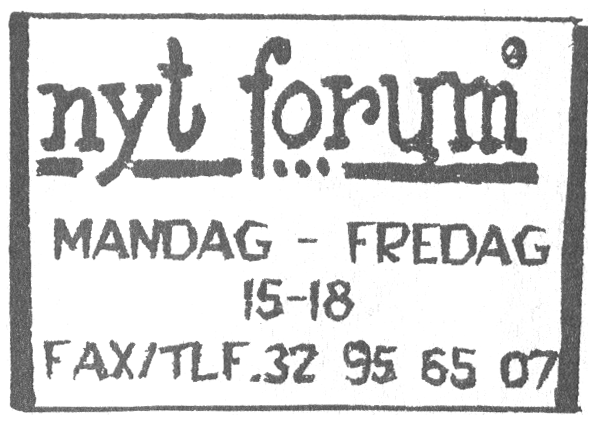 nyt forum
MANDAG - FREDAG
15-18
FAX/TLF.32 95 65 07